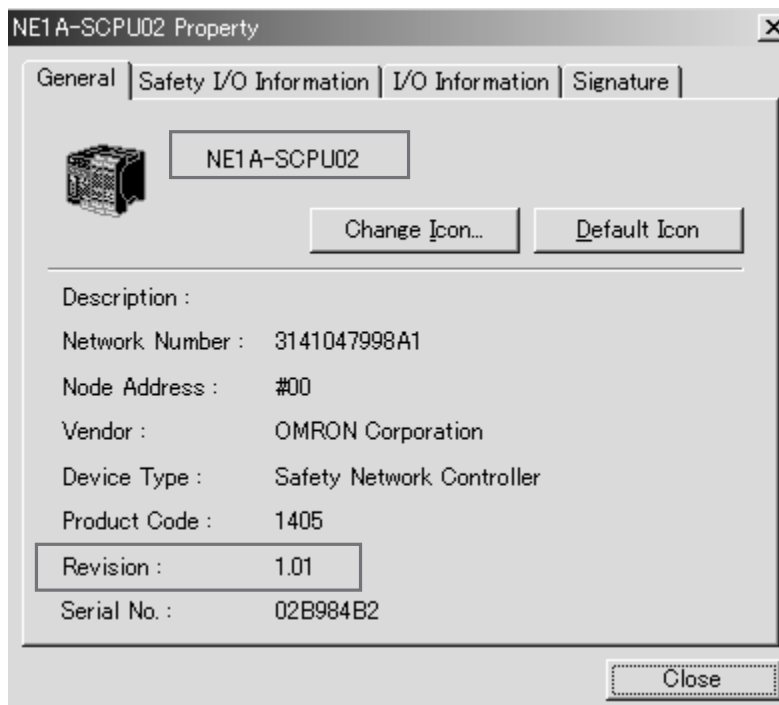 NE1A-SCPU02 Property
General Safety I/O Information I/O Information Signature
NE1A-SCPU02
Change Icon... Default Icon
Description :
Network Number : 3141047998A1
Node Address : #00
Vendor : OMRON Corporation
Device Type : Safety Network Controller
Product Code : 1405
Revision : 1.01
Serial No. : 02B984B2
Close